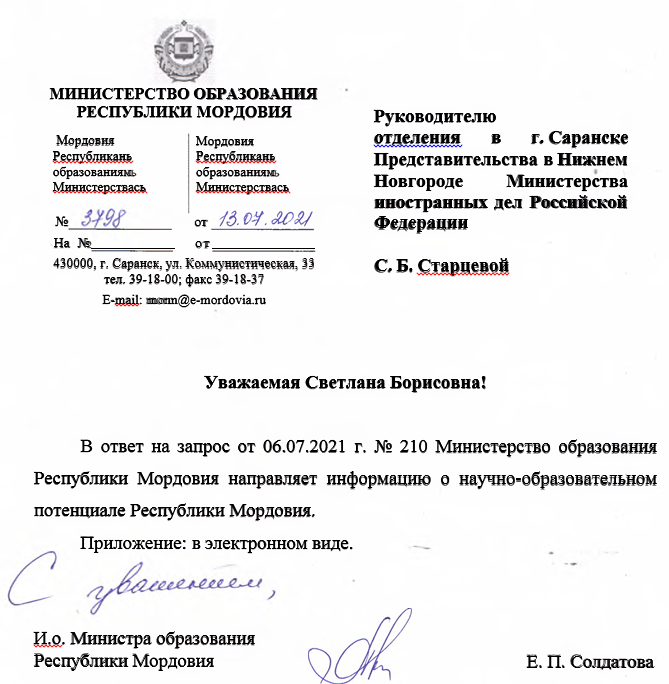 МИНИСТЕРСТВО ОБРАЗОВАНИЯ
РЕСПУБЛИКИ МОРДОВИЯ
Мордовия
Республикань
образованиянь
Министерствась
Мордовия
Республикань
образованиянь
Министерствась
№ 3798 от 13.07.2021
На № от
430000, г. Саранск, ул. Коммунистическая, 33
тел. 39-18-00; факс 39-18-37
E-mail: @e-mordovia.ru
Руководителю
отделения в г. Саранске
Представительства в Нижнем
Новгороде Министерства
иностранных дел Российской
Федерации
С. Б. Старцевой
Уважаемая Светлана Борисовна!
В ответ на запрос от 06.07.2021 г. № 210 Министерство образования
Республики Мордовия направляет информацию о научно-образовательном
потенциале Республики Мордовия.
Приложение: в электронном виде.
С уважением,
И.о. Министра образования
Республики Мордовия Е. П. Солдатова